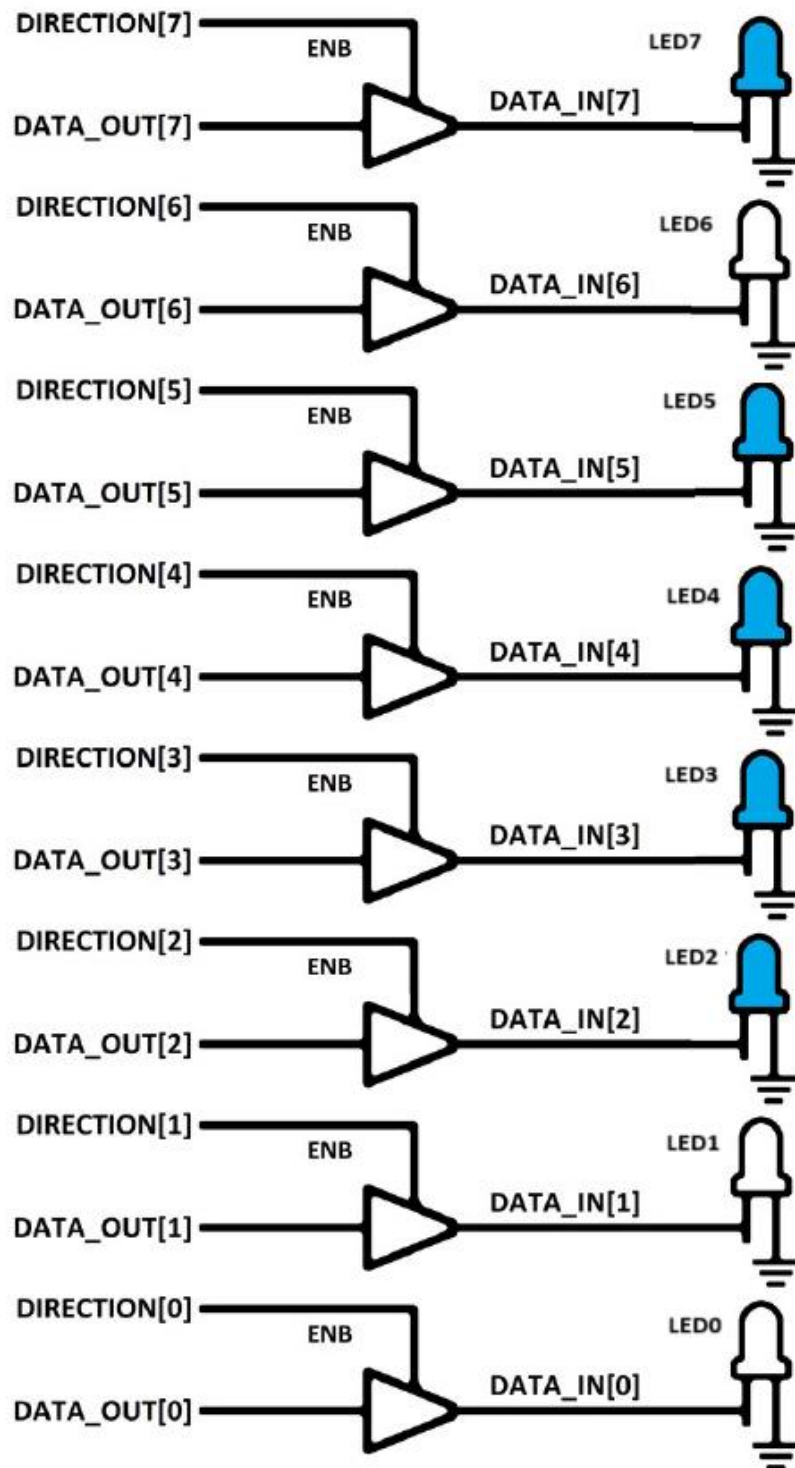 DIRECTION[7]
ENB
LED7
DATA_IN[7]
DATA_OUT[7]
DIRECTION[6]
ENB
LED6
DATA_IN[6]
DATA_OUT[6]
DIRECTION[5]
ENB
LED5
DATA_IN[5]
DATA_OUT[5]
DIRECTION[4]
ENB
LED4
DATA_IN[4]
DATA_OUT[4]
DIRECTION[3]
ENB
LED3
DATA_IN[3]
DATA_OUT[3]
DIRECTION[2]
ENB
LED2
DATA_IN[2]
DATA_OUT[2]
DIRECTION[1]
ENB
LED1
DATA_IN[1]
DATA_OUT[1]
DIRECTION[0]
ENB
LED0
DATA_IN[0]
DATA_OUT[0]